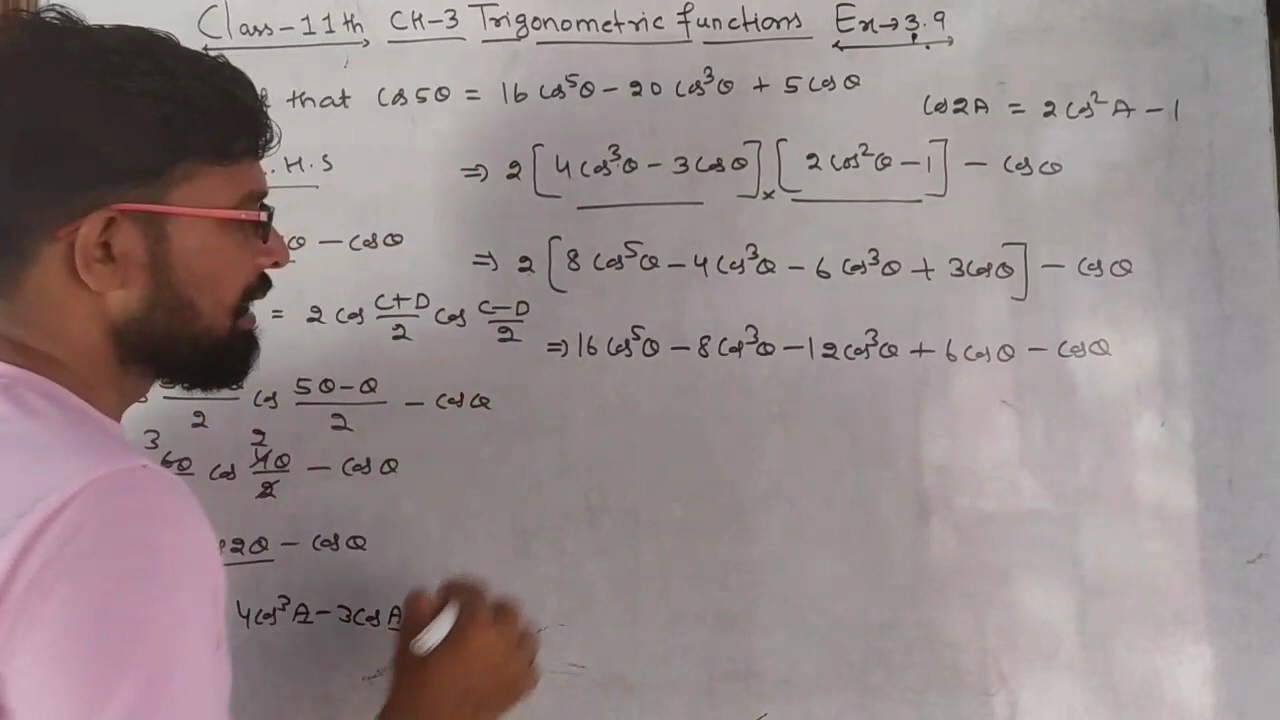 Class-11th CH-3 Trigonometric functions Ex→3.9
that cos5θ = 16cos⁵θ - 20cos³θ + 5cosθ
cos2A = 2cos²A - 1
.H.S
⇒ 2[4cos³θ - 3cosθ]×[2cos²θ - 1] - cosθ
θ - cosθ
⇒ 2[8cos⁵θ - 4cos³θ - 6cos³θ + 3cosθ] - cosθ
= 2cos C+D/2 cos C-D/2
⇒ 16cos⁵θ - 8cos³θ - 12cos³θ + 6cosθ - cosθ
/2 cos 5θ-θ/2 - cosθ
3 2
6θ cos 4θ/2 - cosθ
2θ - cosθ
4cos³A - 3cosA